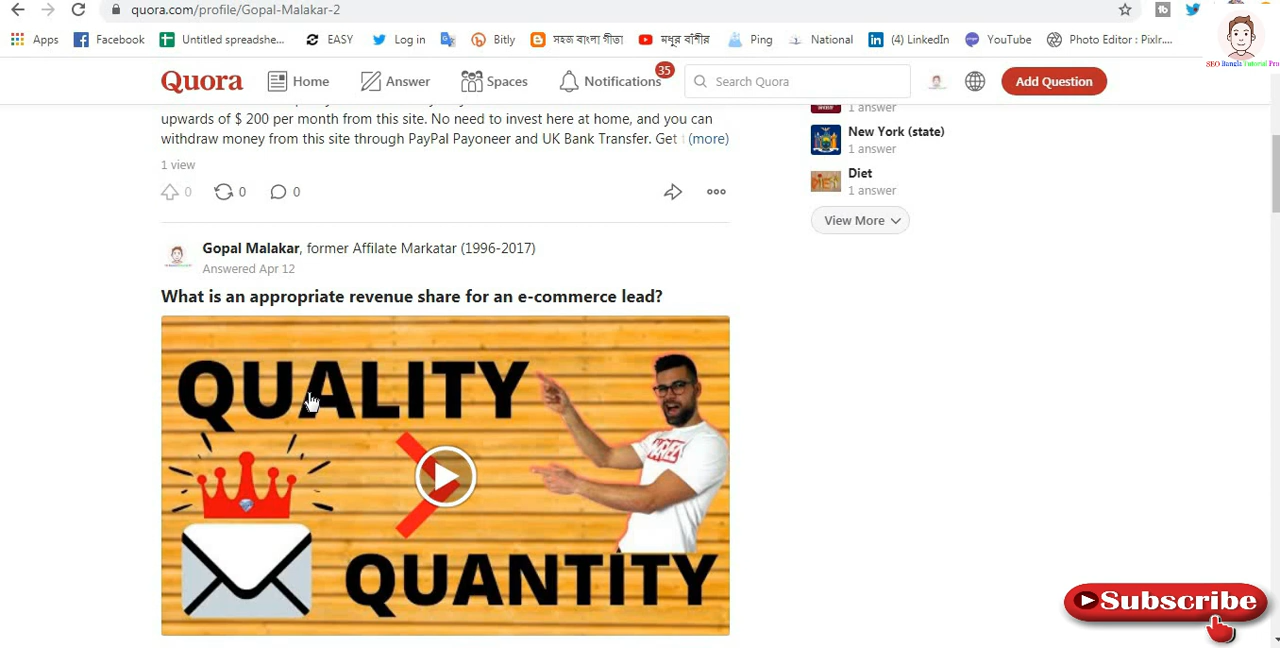 quora.com/profile/Gopal-Malakar-2
Apps Facebook Untitled spreadshe... EASY Log in Bitly সহজ বাংলা গীতা মধুর বাঁশীর Ping National (4) LinkedIn YouTube Photo Editor : Pixlr....
SEO Bangla Tutorial Pro
Quora Home Answer Spaces Notifications 35 Search Quora Add Question
upwards of $ 200 per month from this site. No need to invest here at home, and you can
withdraw money from this site through PayPal Payoneer and UK Bank Transfer. Get (more)
1 view
0 0 0
Gopal Malakar, former Affilate Markatar (1996-2017)
Answered Apr 12
What is an appropriate revenue share for an e-commerce lead?
QUALITY
QUANTITY
1 answer
New York (state)
1 answer
Diet
1 answer
View More
Subscribe